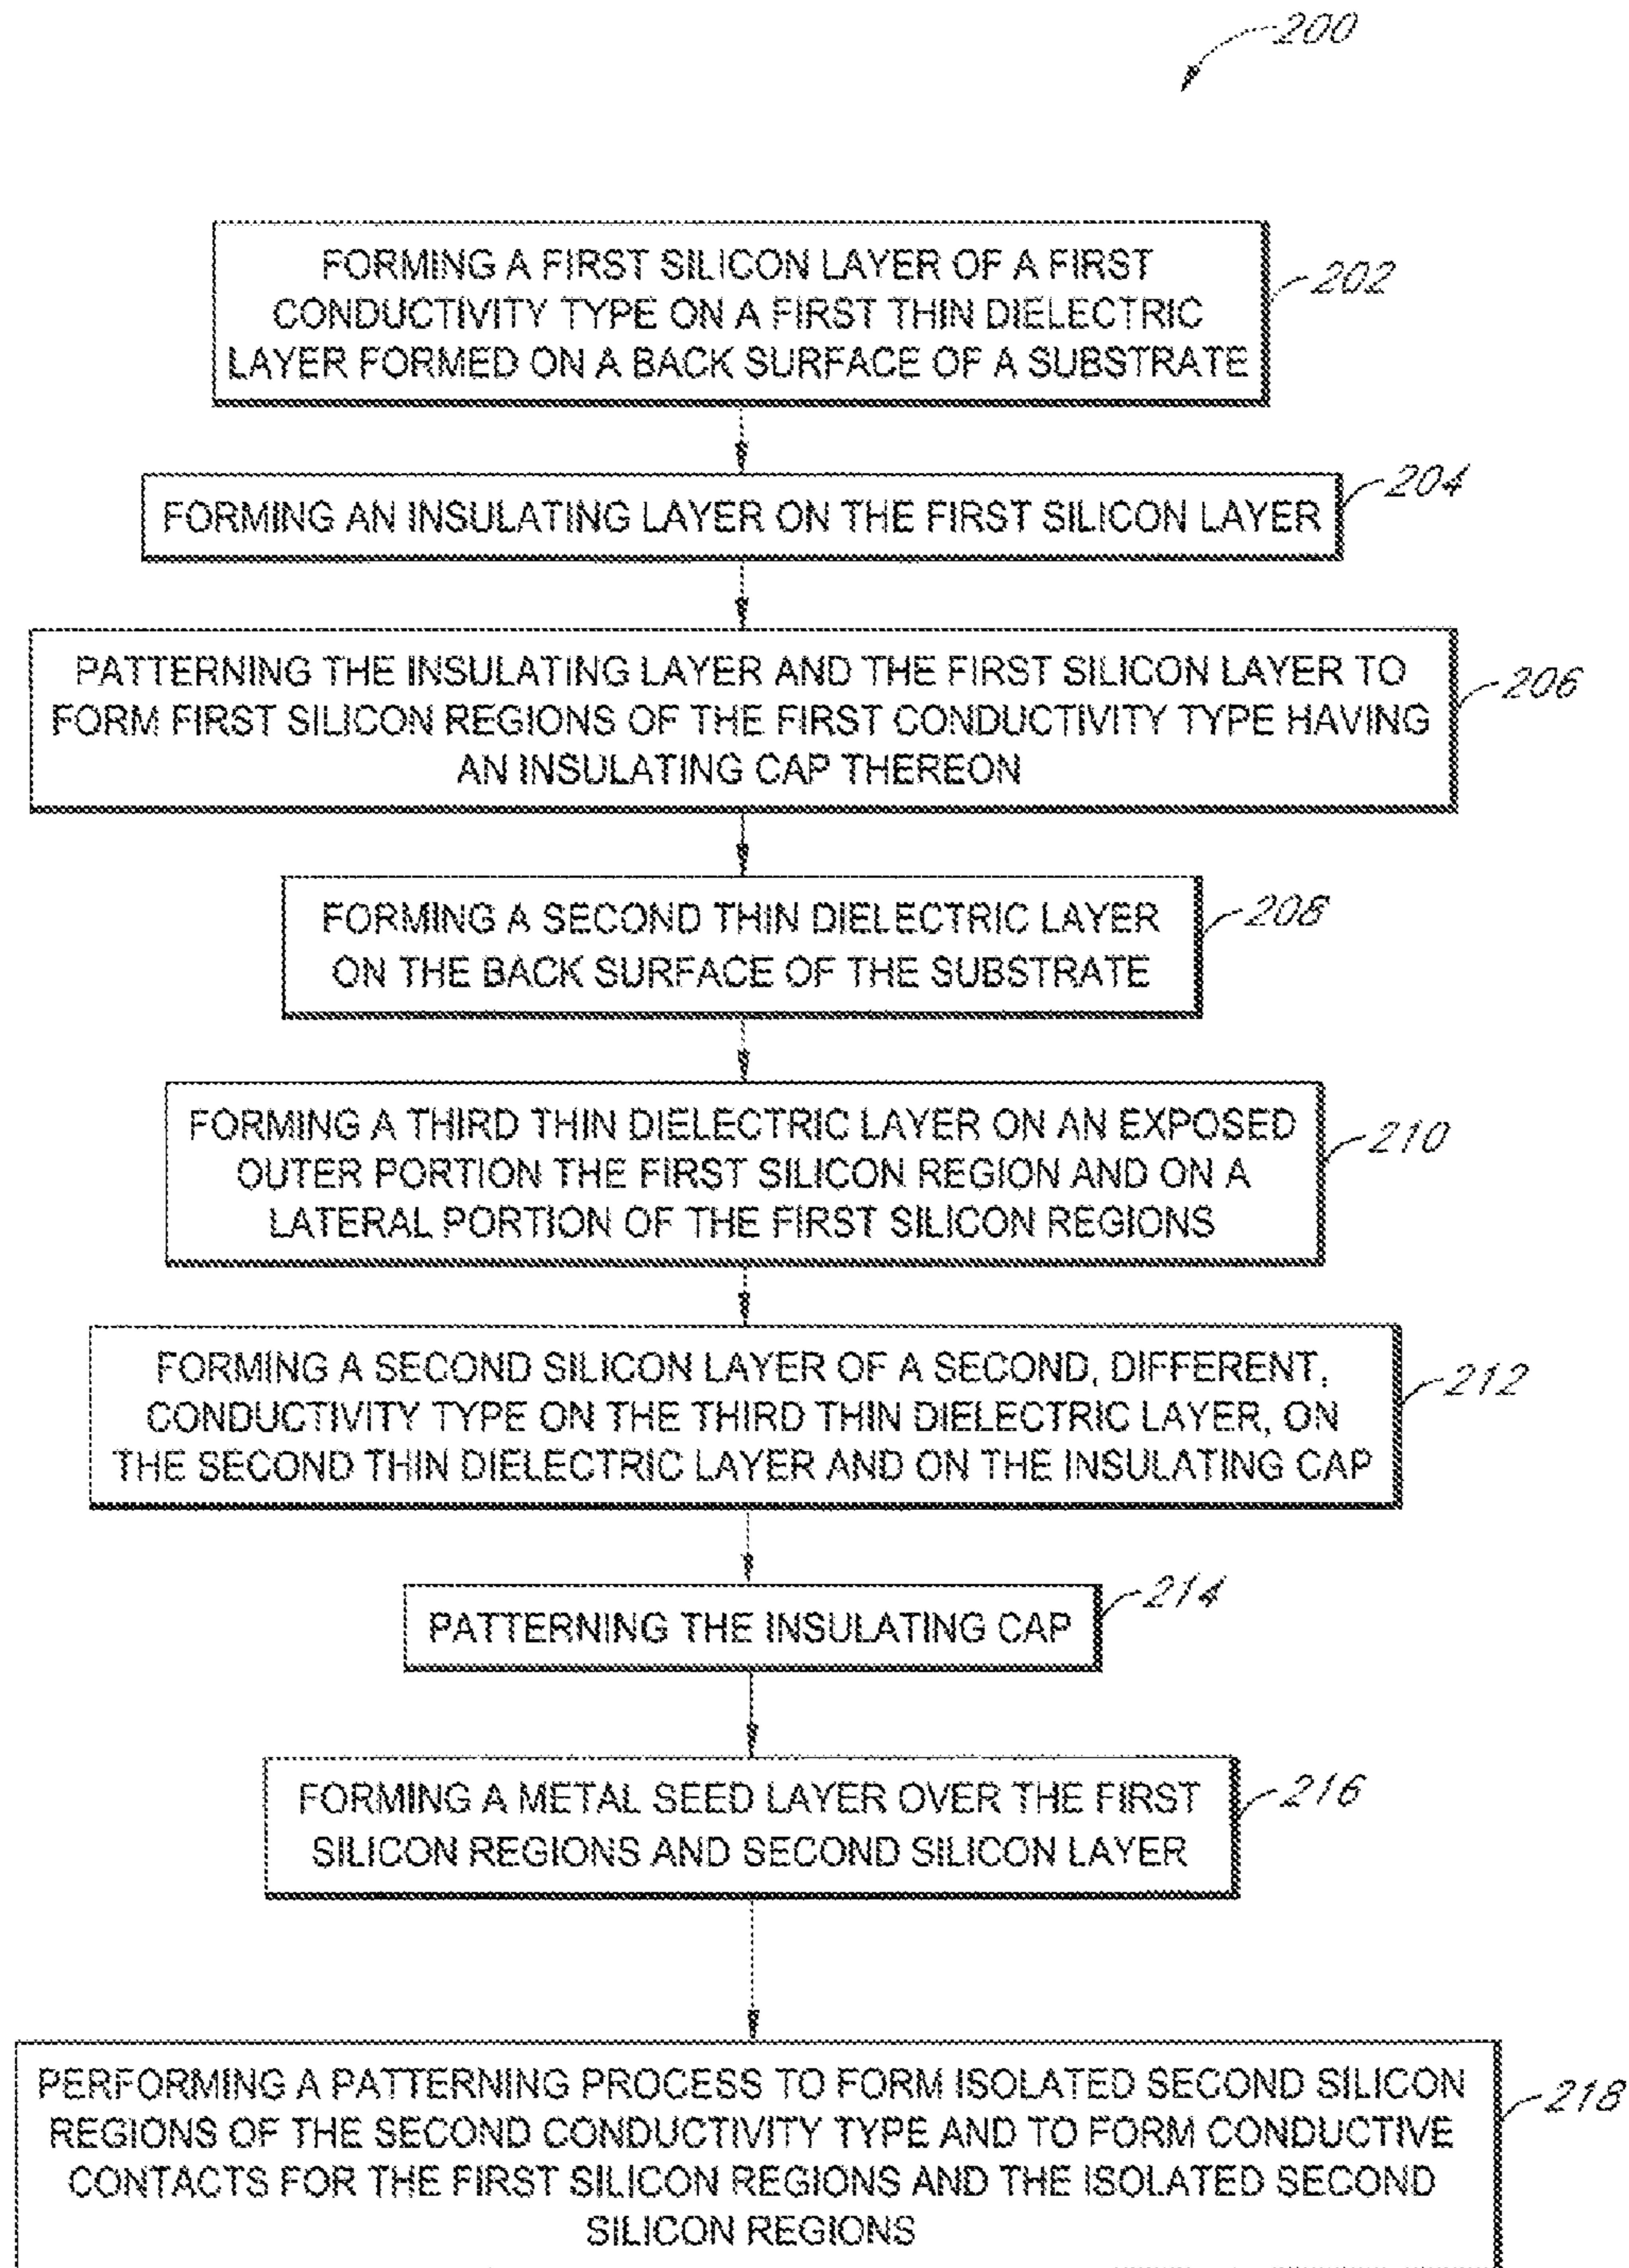 200
FORMING A FIRST SILICON LAYER OF A FIRST
CONDUCTIVITY TYPE ON A FIRST THIN DIELECTRIC
LAYER FORMED ON A BACK SURFACE OF A SUBSTRATE
202
FORMING AN INSULATING LAYER ON THE FIRST SILICON LAYER
204
PATTERNING THE INSULATING LAYER AND THE FIRST SILICON LAYER TO
FORM FIRST SILICON REGIONS OF THE FIRST CONDUCTIVITY TYPE HAVING
AN INSULATING CAP THEREON
206
FORMING A SECOND THIN DIELECTRIC LAYER
ON THE BACK SURFACE OF THE SUBSTRATE
208
FORMING A THIRD THIN DIELECTRIC LAYER ON AN EXPOSED
OUTER PORTION THE FIRST SILICON REGION AND ON A
LATERAL PORTION OF THE FIRST SILICON REGIONS
210
FORMING A SECOND SILICON LAYER OF A SECOND, DIFFERENT,
CONDUCTIVITY TYPE ON THE THIRD THIN DIELECTRIC LAYER, ON
THE SECOND THIN DIELECTRIC LAYER AND ON THE INSULATING CAP
212
PATTERNING THE INSULATING CAP
214
FORMING A METAL SEED LAYER OVER THE FIRST
SILICON REGIONS AND SECOND SILICON LAYER
216
PERFORMING A PATTERNING PROCESS TO FORM ISOLATED SECOND SILICON
REGIONS OF THE SECOND CONDUCTIVITY TYPE AND TO FORM CONDUCTIVE
CONTACTS FOR THE FIRST SILICON REGIONS AND THE ISOLATED SECOND
SILICON REGIONS
218